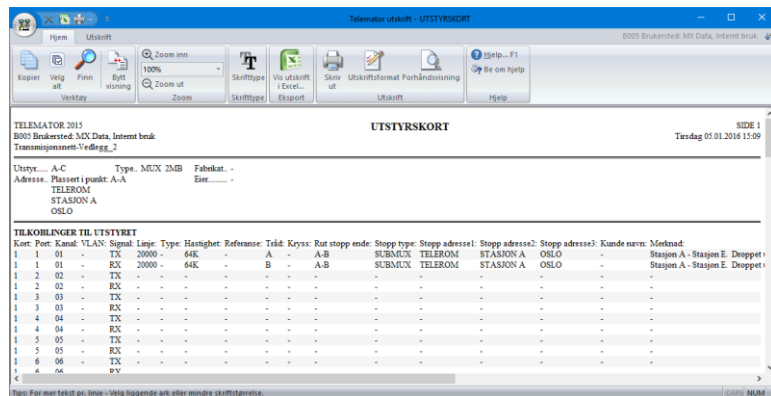 Telemator utskrift - UTSTYRSKORT
Hjem Utskrift
B005 Brukersted: MX Data, Internt bruk
Kopier
Velg alt
Finn
Bytt visning
Verktøy
Zoom inn
100%
Zoom ut
Zoom
Skrifttype
Skrifttype
Vis utskrift i Excel...
Eksport
Skriv ut
Utskriftsformat
Forhåndsvisning
Utskrift
Hjelp... F1
Be om hjelp
Hjelp
TELEMATOR 2015 UTSTYRSKORT SIDE 1
B005 Brukersted: MX Data, Internt bruk Tirsdag 05.01.2016 15:09
Transmisjonsnett-Vedlegg_2
Utstyr...... A-C Type.. MUX 2MB Fabrikat.. -
Adresse.. Plassert i punkt: A-A Eier......... -
TELEROM
STASJON A
OSLO
TILKOBLINGER TIL UTSTYRET
Kort: Port: Kanal: VLAN: Signal: Linje: Type: Hastighet: Referanse: Tråd: Kryss: Rut stopp ende: Stopp type: Stopp adresse1: Stopp adresse2: Stopp adresse3: Kunde navn: Merknad:
1 1 01 - TX 20000 - 64K - A - A-B SUBMUX TELEROM STASJON A OSLO - Stasjon A - Stasjon E. Droppet
1 1 01 - RX 20000 - 64K - B - A-B SUBMUX TELEROM STASJON A OSLO - Stasjon A - Stasjon E. Droppet
1 2 02 - TX - - - - - - - - - - - - -
1 2 02 - RX - - - - - - - - - - - - -
1 3 03 - TX - - - - - - - - - - - - -
1 3 03 - RX - - - - - - - - - - - - -
1 4 04 - TX - - - - - - - - - - - - -
1 4 04 - RX - - - - - - - - - - - - -
1 5 05 - TX - - - - - - - - - - - - -
1 5 05 - RX - - - - - - - - - - - - -
1 6 06 - TX - - - - - - - - - - - - -
1 6 06 RX
Tips: For mer tekst pr. linje - Velg liggende ark eller mindre skriftstørrelse.
CAPS NUM